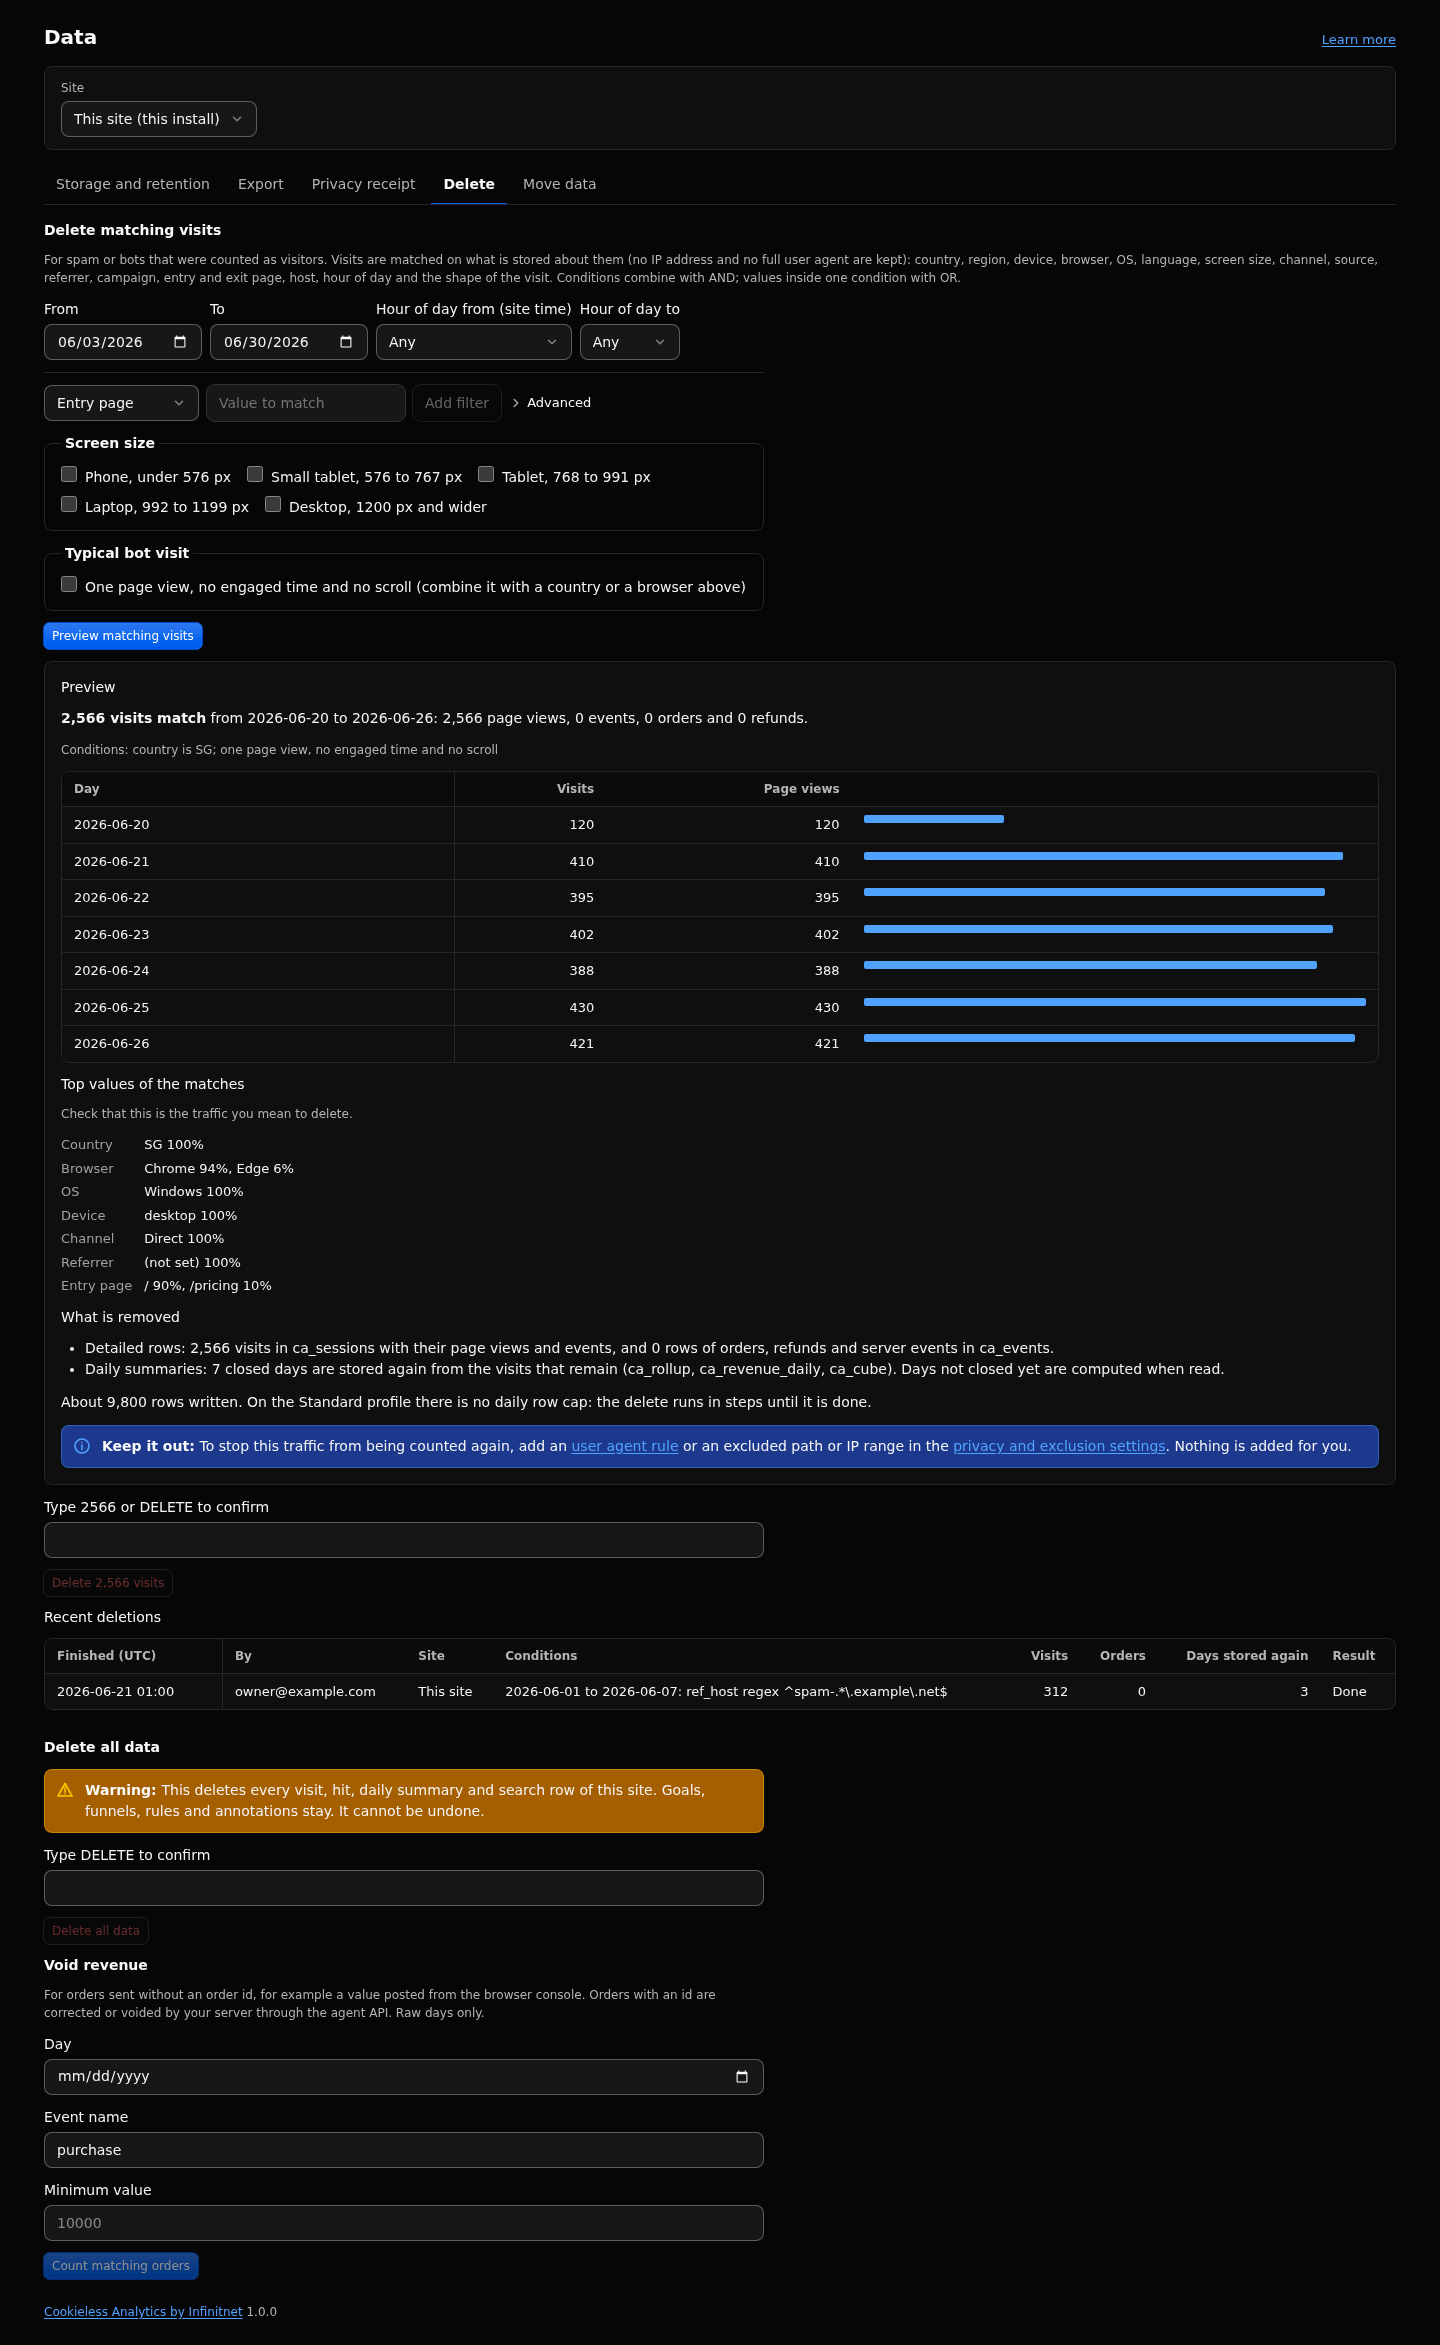 Data
Learn more
Site
This site (this install)
Storage and retention
Export
Privacy receipt
Delete
Move data
Delete matching visits
For spam or bots that were counted as visitors. Visits are matched on what is stored about them (no IP address and no full user agent are kept): country, region, device, browser, OS, language, screen size, channel, source,
referrer, campaign, entry and exit page, host, hour of day and the shape of the visit. Conditions combine with AND; values inside one condition with OR.
From
To
Hour of day from (site time)
Hour of day to
06/03/2026
06/30/2026
Any
Any
Entry page
Value to match
Add filter
Advanced
Screen size
Phone, under 576 px
Small tablet, 576 to 767 px
Tablet, 768 to 991 px
Laptop, 992 to 1199 px
Desktop, 1200 px and wider
Typical bot visit
One page view, no engaged time and no scroll (combine it with a country or a browser above)
Preview matching visits
Preview
2,566 visits match from 2026-06-20 to 2026-06-26: 2,566 page views, 0 events, 0 orders and 0 refunds.
Conditions: country is SG; one page view, no engaged time and no scroll
Day Visits Page views
2026-06-20 120 120
2026-06-21 410 410
2026-06-22 395 395
2026-06-23 402 402
2026-06-24 388 388
2026-06-25 430 430
2026-06-26 421 421
Top values of the matches
Check that this is the traffic you mean to delete.
Country SG 100%
Browser Chrome 94%, Edge 6%
OS Windows 100%
Device desktop 100%
Channel Direct 100%
Referrer (not set) 100%
Entry page / 90%, /pricing 10%
What is removed
• Detailed rows: 2,566 visits in ca_sessions with their page views and events, and 0 rows of orders, refunds and server events in ca_events.
• Daily summaries: 7 closed days are stored again from the visits that remain (ca_rollup, ca_revenue_daily, ca_cube). Days not closed yet are computed when read.
About 9,800 rows written. On the Standard profile there is no daily row cap: the delete runs in steps until it is done.
Keep it out: To stop this traffic from being counted again, add an user agent rule or an excluded path or IP range in the privacy and exclusion settings. Nothing is added for you.
Type 2566 or DELETE to confirm
Delete 2,566 visits
Recent deletions
Finished (UTC) By Site Conditions Visits Orders Days stored again Result
2026-06-21 01:00 owner@example.com This site 2026-06-01 to 2026-06-07: ref_host regex ^spam-.*\.example\.net$ 312 0 3 Done
Delete all data
Warning: This deletes every visit, hit, daily summary and search row of this site. Goals,
funnels, rules and annotations stay. It cannot be undone.
Type DELETE to confirm
Delete all data
Void revenue
For orders sent without an order id, for example a value posted from the browser console. Orders with an id are
corrected or voided by your server through the agent API. Raw days only.
Day
mm/dd/yyyy
Event name
purchase
Minimum value
10000
Count matching orders
Cookieless Analytics by Infinitnet 1.0.0